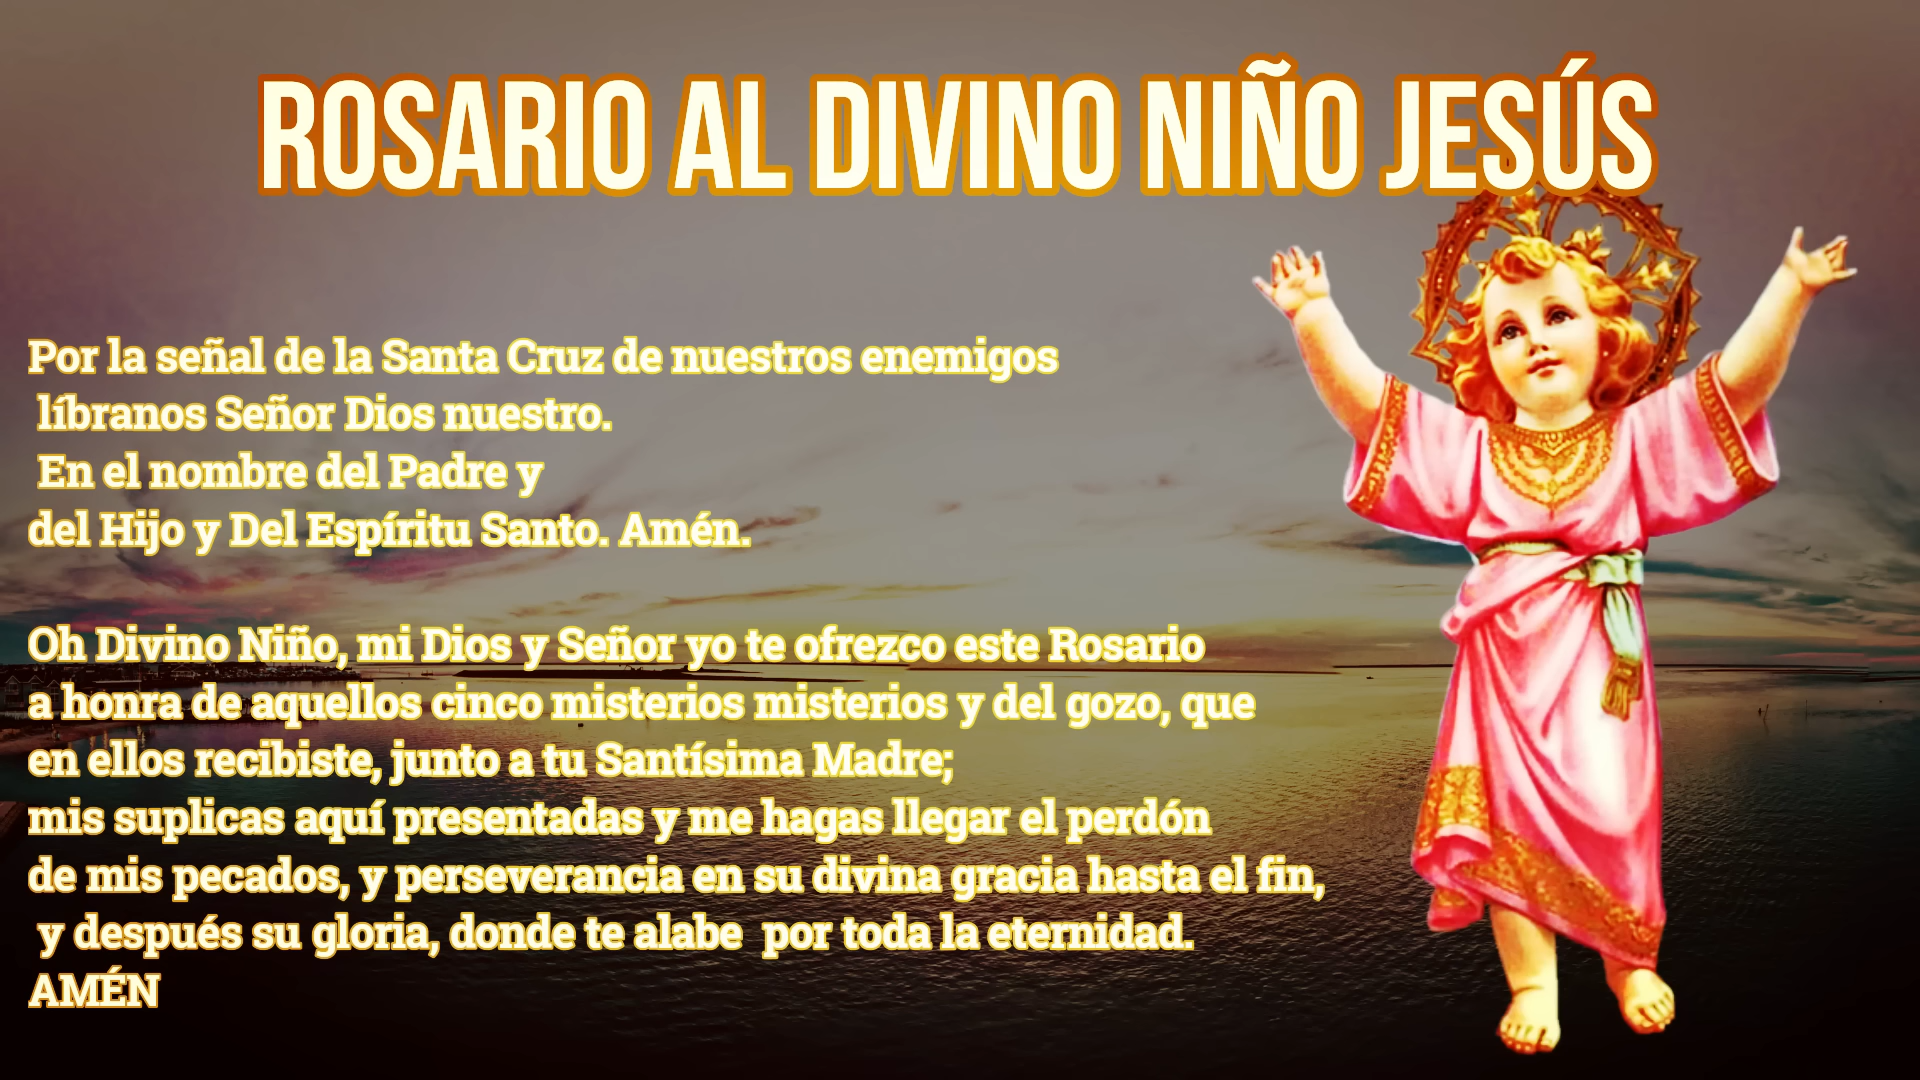 ROSARIO AL DIVINO NIÑO JESÚS
Por la señal de la Santa Cruz de nuestros enemigos
líbranos Señor Dios nuestro.
En el nombre del Padre y
del Hijo y Del Espíritu Santo. Amén.
Oh Divino Niño, mi Dios y Señor yo te ofrezco este Rosario
a honra de aquellos cinco misterios misterios y del gozo, que
en ellos recibiste, junto a tu Santísima Madre;
mis suplicas aquí presentadas y me hagas llegar el perdón
de mis pecados, y perseverancia en su divina gracia hasta el fin,
y después su gloria, donde te alabe  por toda la eternidad.
AMÉN